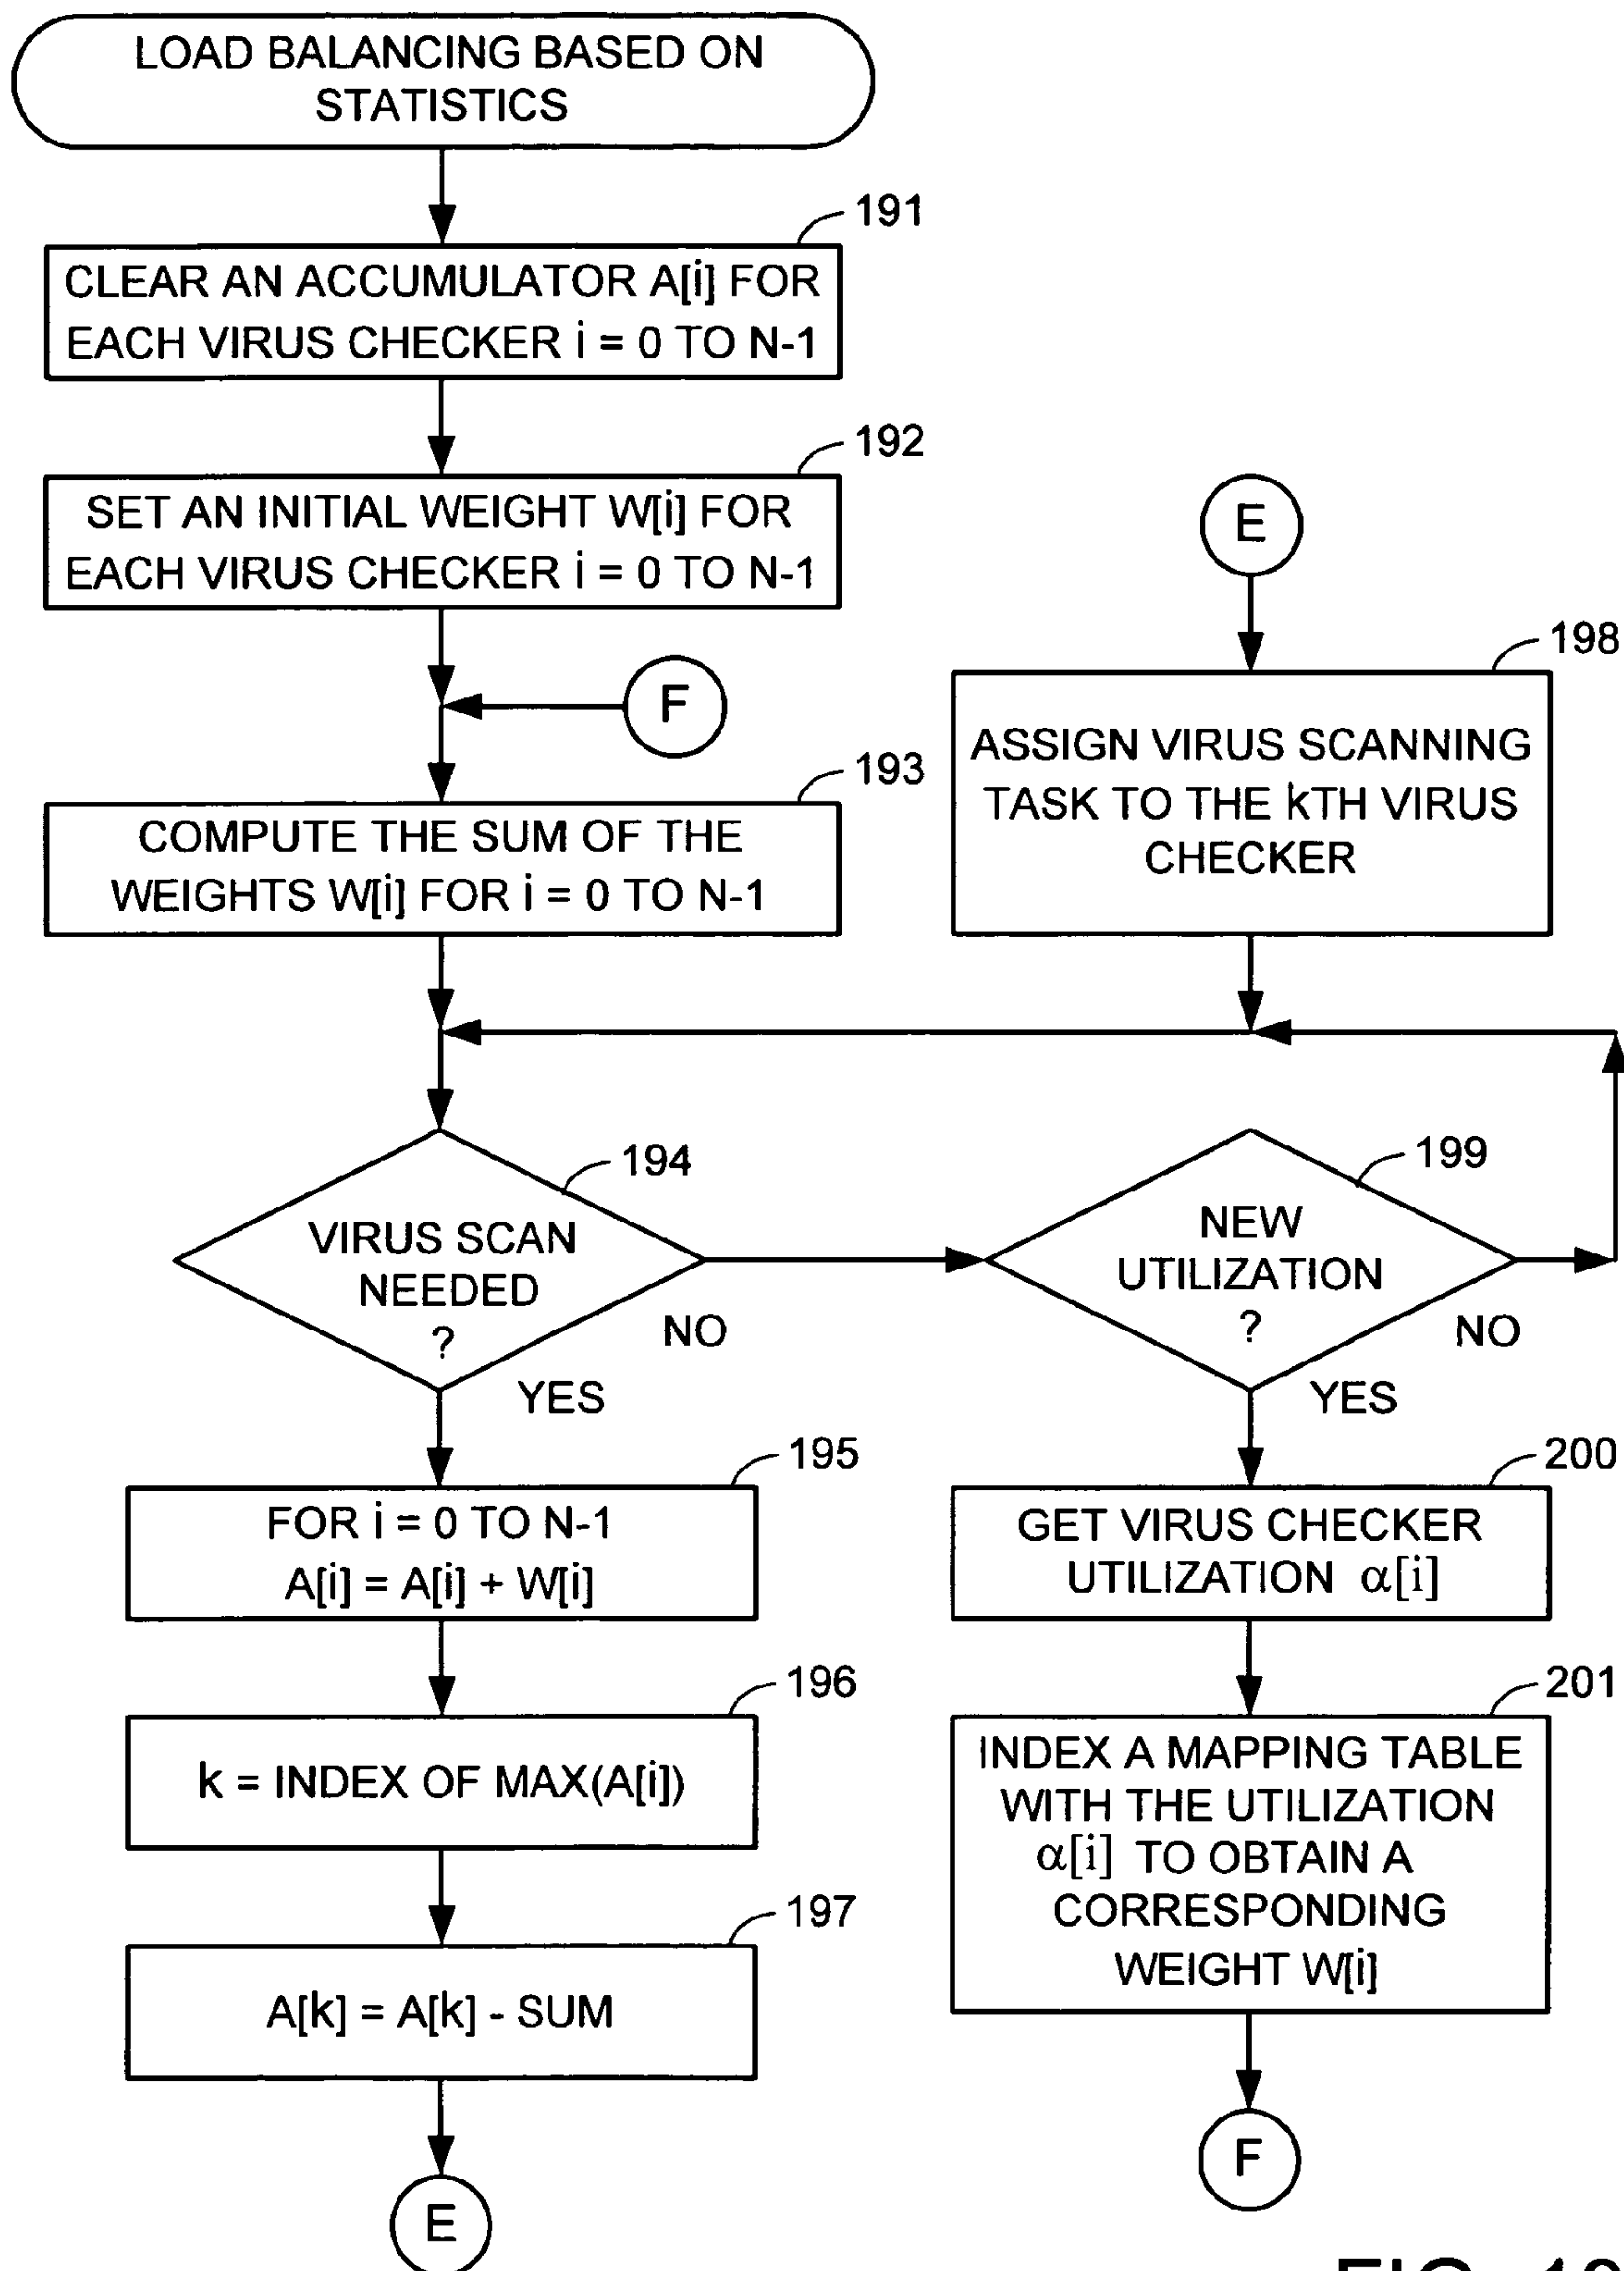 LOAD BALANCING BASED ON
STATISTICS
191
CLEAR AN ACCUMULATOR A[i] FOR
EACH VIRUS CHECKER i = 0 TO N-1
192
SET AN INITIAL WEIGHT W[i] FOR
EACH VIRUS CHECKER i = 0 TO N-1
F
193
COMPUTE THE SUM OF THE
WEIGHTS W[i] FOR i = 0 TO N-1
194
VIRUS SCAN
NEEDED
?
NO
YES
195
FOR i = 0 TO N-1
A[i] = A[i] + W[i]
196
k = INDEX OF MAX(A[i])
197
A[k] = A[k] - SUM
E
E
198
ASSIGN VIRUS SCANNING
TASK TO THE kTH VIRUS
CHECKER
199
NEW
UTILIZATION
?
NO
YES
200
GET VIRUS CHECKER
UTILIZATION α[i]
201
INDEX A MAPPING TABLE
WITH THE UTILIZATION
α[i] TO OBTAIN A
CORRESPONDING
WEIGHT W[i]
F